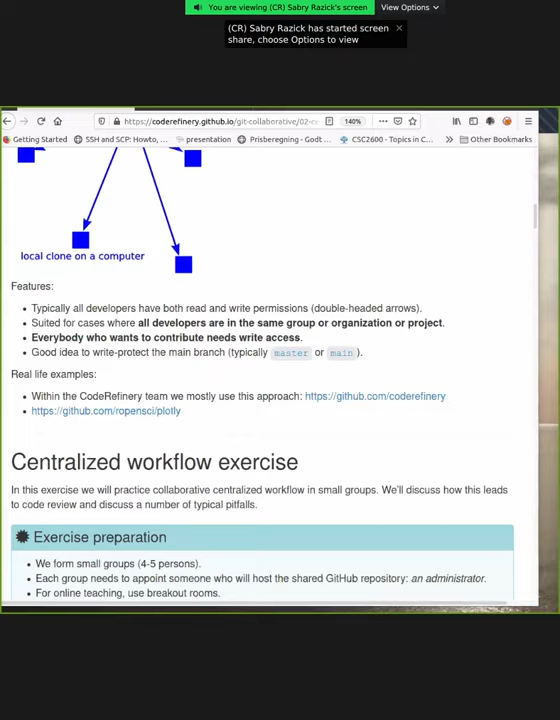 You are viewing (CR) Sabry Razick's screen
View Options
(CR) Sabry Razick has started screen
share, choose Options to view
https://coderefinery.github.io/git-collaborative/02-c
140%
Getting Started
SSH and SCP: Howto, …
presentation
Prisberegning - Godt …
CSC2600 - Topics in C…
Other Bookmarks
local clone on a computer
Features:
Typically all developers have both read and write permissions (double-headed arrows).
Suited for cases where all developers are in the same group or organization or project.
Everybody who wants to contribute needs write access.
Good idea to write-protect the main branch (typically master or main ).
Real life examples:
Within the CodeRefinery team we mostly use this approach: https://github.com/coderefinery
https://github.com/ropensci/plotly
Centralized workflow exercise
In this exercise we will practice collaborative centralized workflow in small groups. We'll discuss how this leads
to code review and discuss a number of typical pitfalls.
Exercise preparation
We form small groups (4-5 persons).
Each group needs to appoint someone who will host the shared GitHub repository: an administrator.
For online teaching, use breakout rooms.